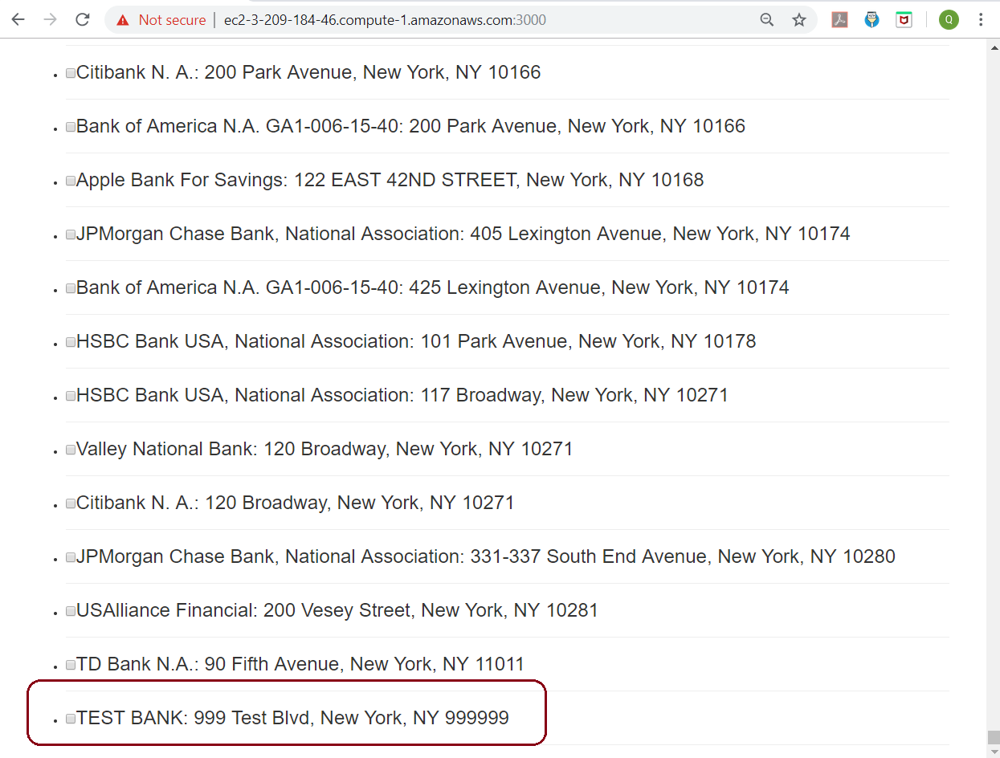 Not secure | ec2-3-209-184-46.compute-1.amazonaws.com:3000
Q
Citibank N. A.: 200 Park Avenue, New York, NY 10166
Bank of America N.A. GA1-006-15-40: 200 Park Avenue, New York, NY 10166
Apple Bank For Savings: 122 EAST 42ND STREET, New York, NY 10168
JPMorgan Chase Bank, National Association: 405 Lexington Avenue, New York, NY 10174
Bank of America N.A. GA1-006-15-40: 425 Lexington Avenue, New York, NY 10174
HSBC Bank USA, National Association: 101 Park Avenue, New York, NY 10178
HSBC Bank USA, National Association: 117 Broadway, New York, NY 10271
Valley National Bank: 120 Broadway, New York, NY 10271
Citibank N. A.: 120 Broadway, New York, NY 10271
JPMorgan Chase Bank, National Association: 331-337 South End Avenue, New York, NY 10280
USAlliance Financial: 200 Vesey Street, New York, NY 10281
TD Bank N.A.: 90 Fifth Avenue, New York, NY 11011
TEST BANK: 999 Test Blvd, New York, NY 999999